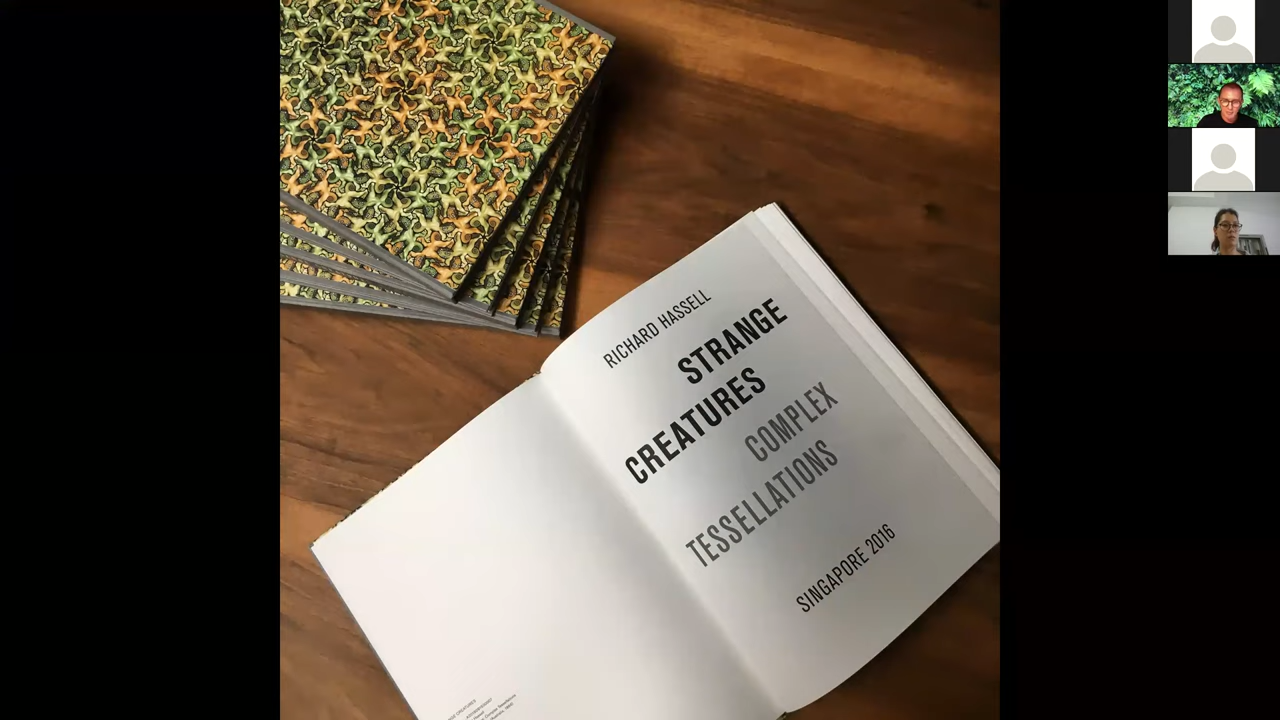 RICHARD HASSELL
STRANGE
CREATURES
COMPLEX
TESSELLATIONS
SINGAPORE 2016